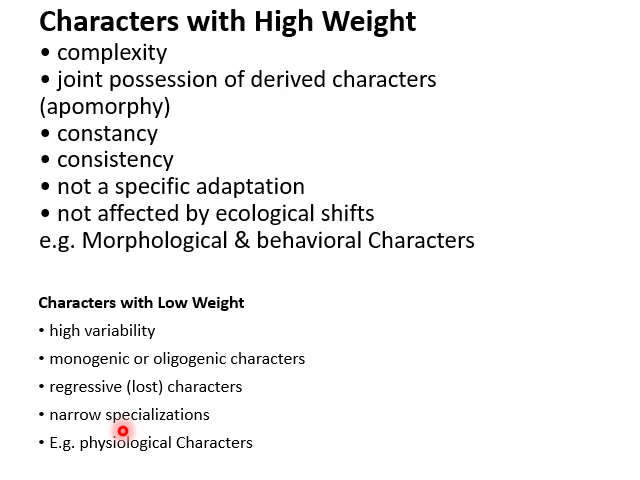 Characters with High Weight
• complexity
• joint possession of derived characters
(apomorphy)
• constancy
• consistency
• not a specific adaptation
• not affected by ecological shifts
e.g. Morphological & behavioral Characters
Characters with Low Weight
• high variability
• monogenic or oligogenic characters
• regressive (lost) characters
• narrow specializations
• E.g. physiological Characters